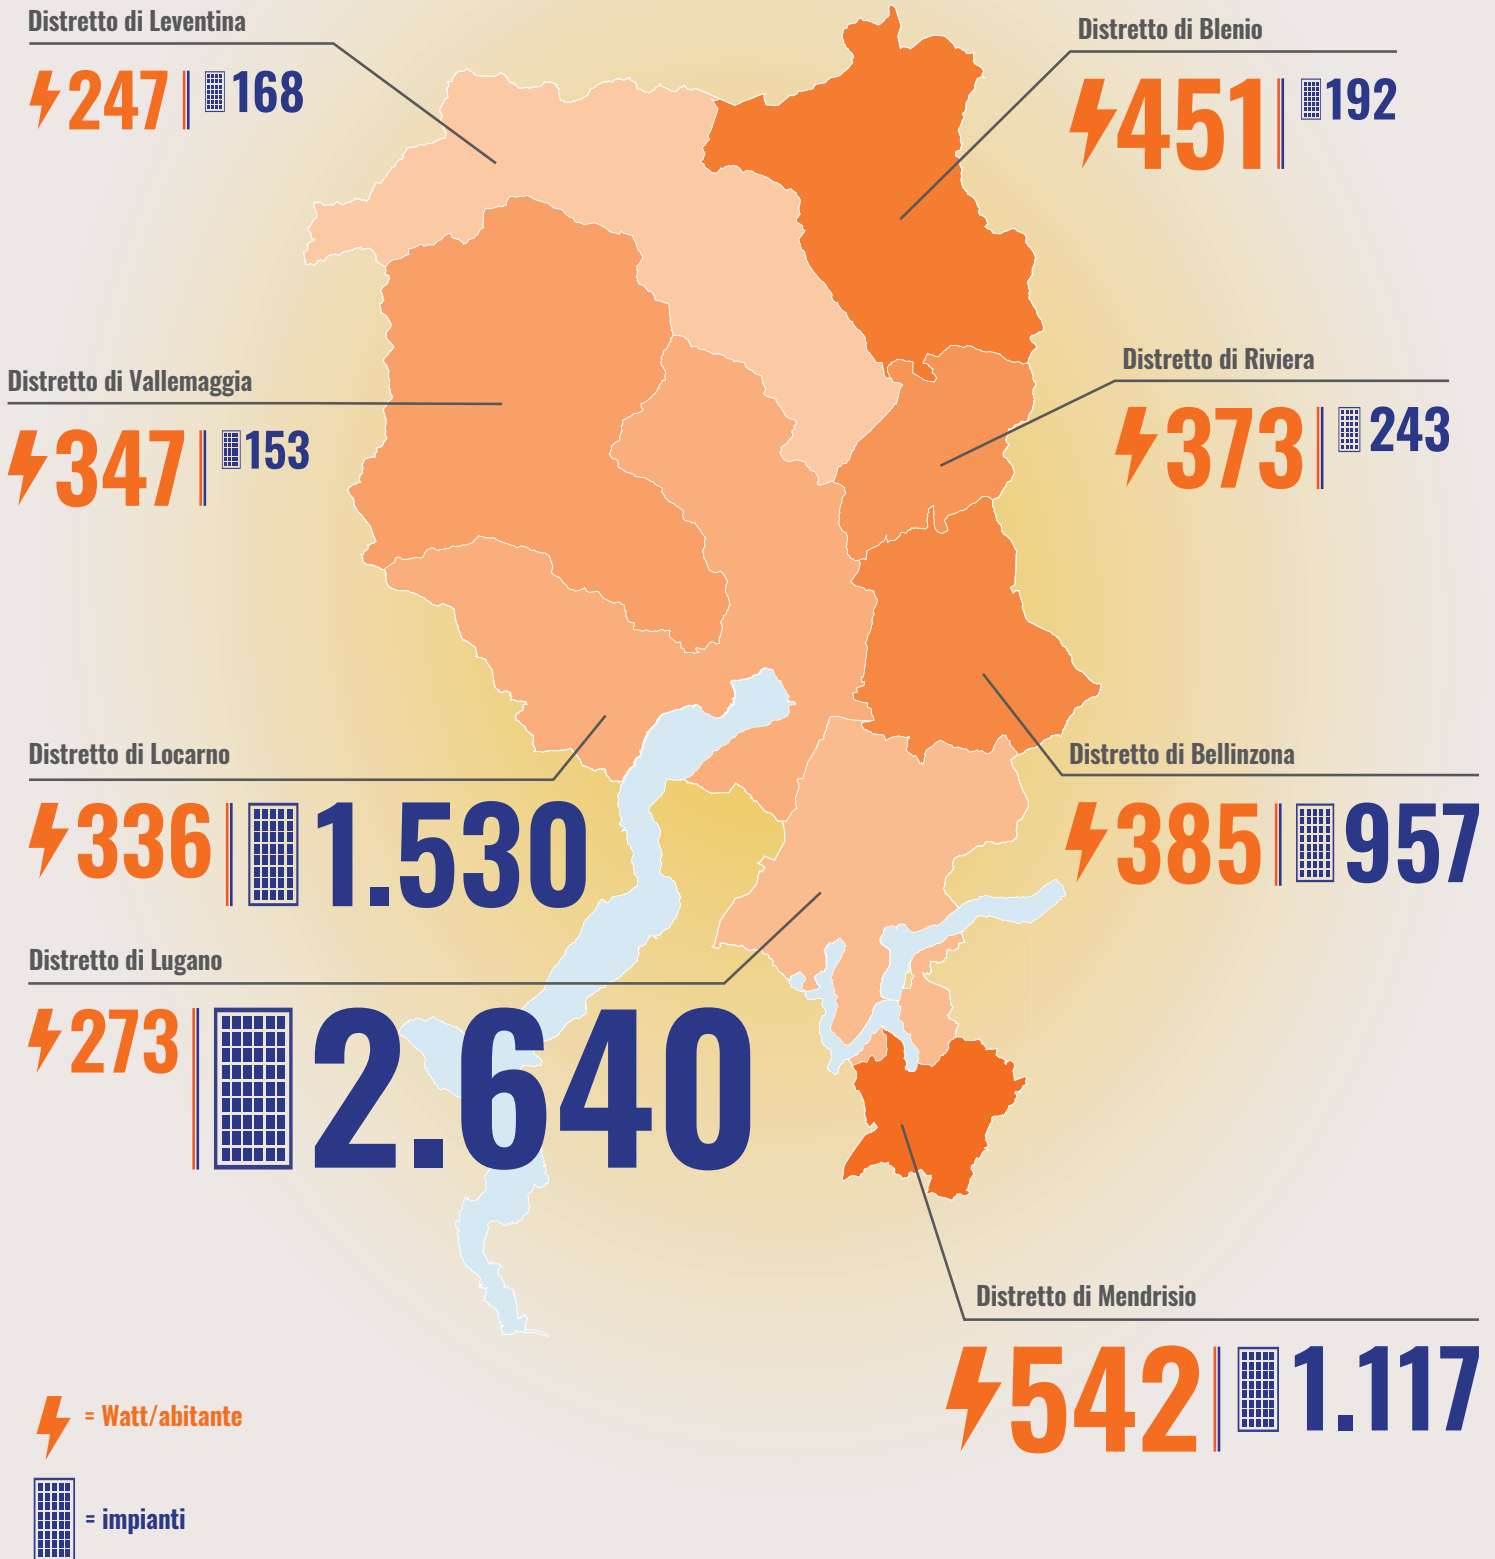 Distretto di Leventina
247 168
Distretto di Blenio
451 192
Distretto di Riviera
373 243
Distretto di Vallemaggia
347 153
Distretto di Locarno
336 1.530
Distretto di Bellinzona
385 957
Distretto di Lugano
273 2.640
Distretto di Mendrisio
542 1.117
= Watt/abitante
= impianti